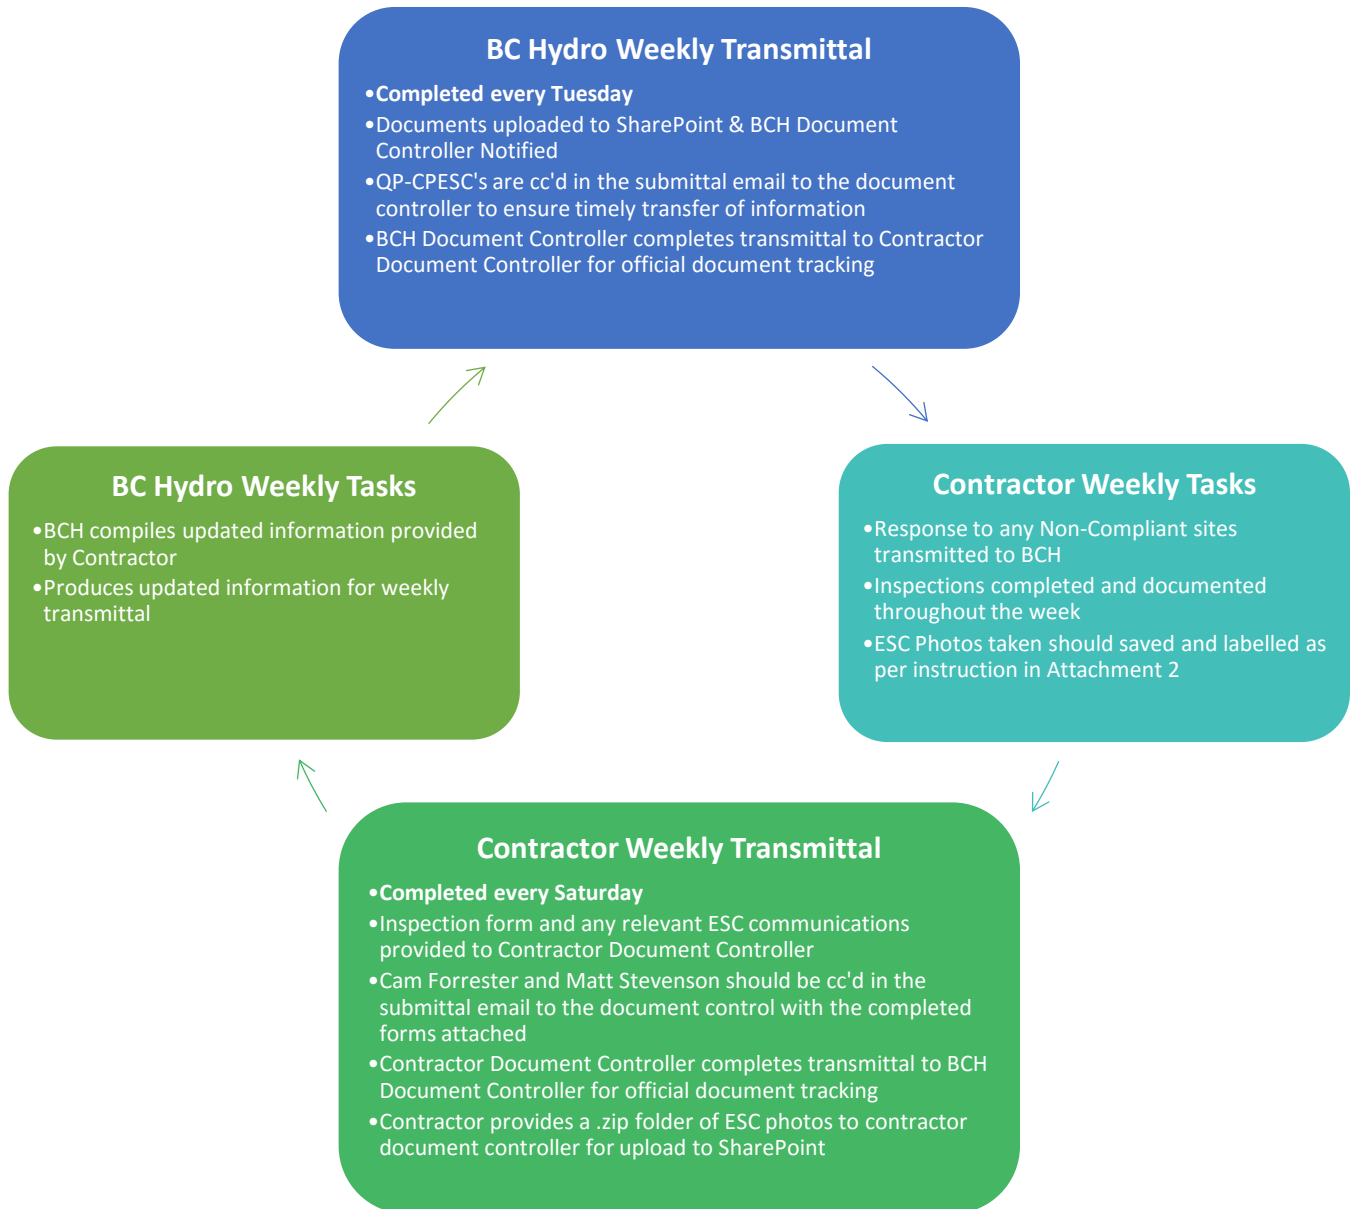 BC Hydro Weekly Transmittal
•Completed every Tuesday
•Documents uploaded to SharePoint & BCH Document
Controller Notified
•QP-CPESC's are cc'd in the submittal email to the document
controller to ensure timely transfer of information
•BCH Document Controller completes transmittal to Contractor
Document Controller for official document tracking
BC Hydro Weekly Tasks
•BCH compiles updated information provided
by Contractor
•Produces updated information for weekly
transmittal
Contractor Weekly Tasks
•Response to any Non-Compliant sites
transmitted to BCH
•Inspections completed and documented
throughout the week
•ESC Photos taken should saved and labelled as
per instruction in Attachment 2
Contractor Weekly Transmittal
•Completed every Saturday
•Inspection form and any relevant ESC communications
provided to Contractor Document Controller
•Cam Forrester and Matt Stevenson should be cc'd in the
submittal email to the document control with the completed
forms attached
•Contractor Document Controller completes transmittal to BCH
Document Controller for official document tracking
•Contractor provides a .zip folder of ESC photos to contractor
document controller for upload to SharePoint